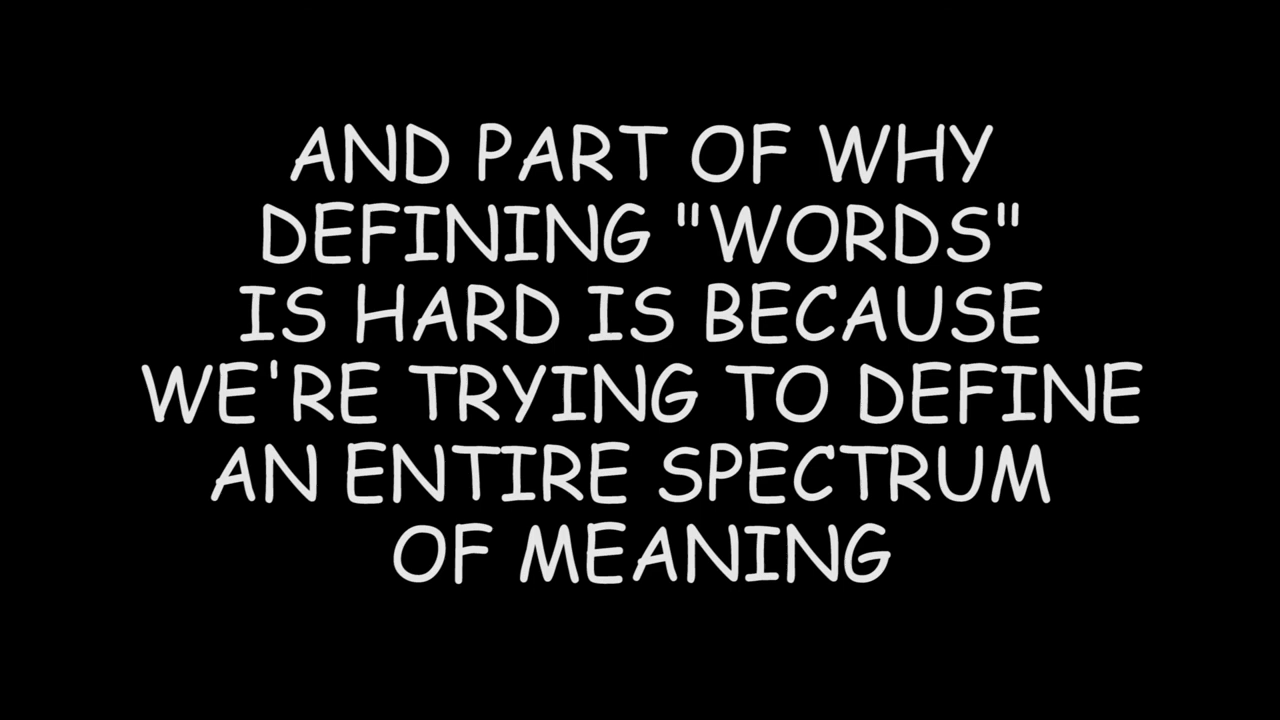 AND PART OF WHY
DEFINING "WORDS"
IS HARD IS BECAUSE
WE'RE TRYING TO DEFINE
AN ENTIRE SPECTRUM
OF MEANING